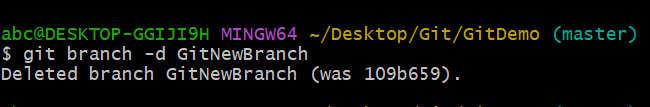 abc@DESKTOP-GGIJI9H MINGW64 ~/Desktop/Git/GitDemo (master)
$ git branch -d GitNewBranch
Deleted branch GitNewBranch (was 109b659).